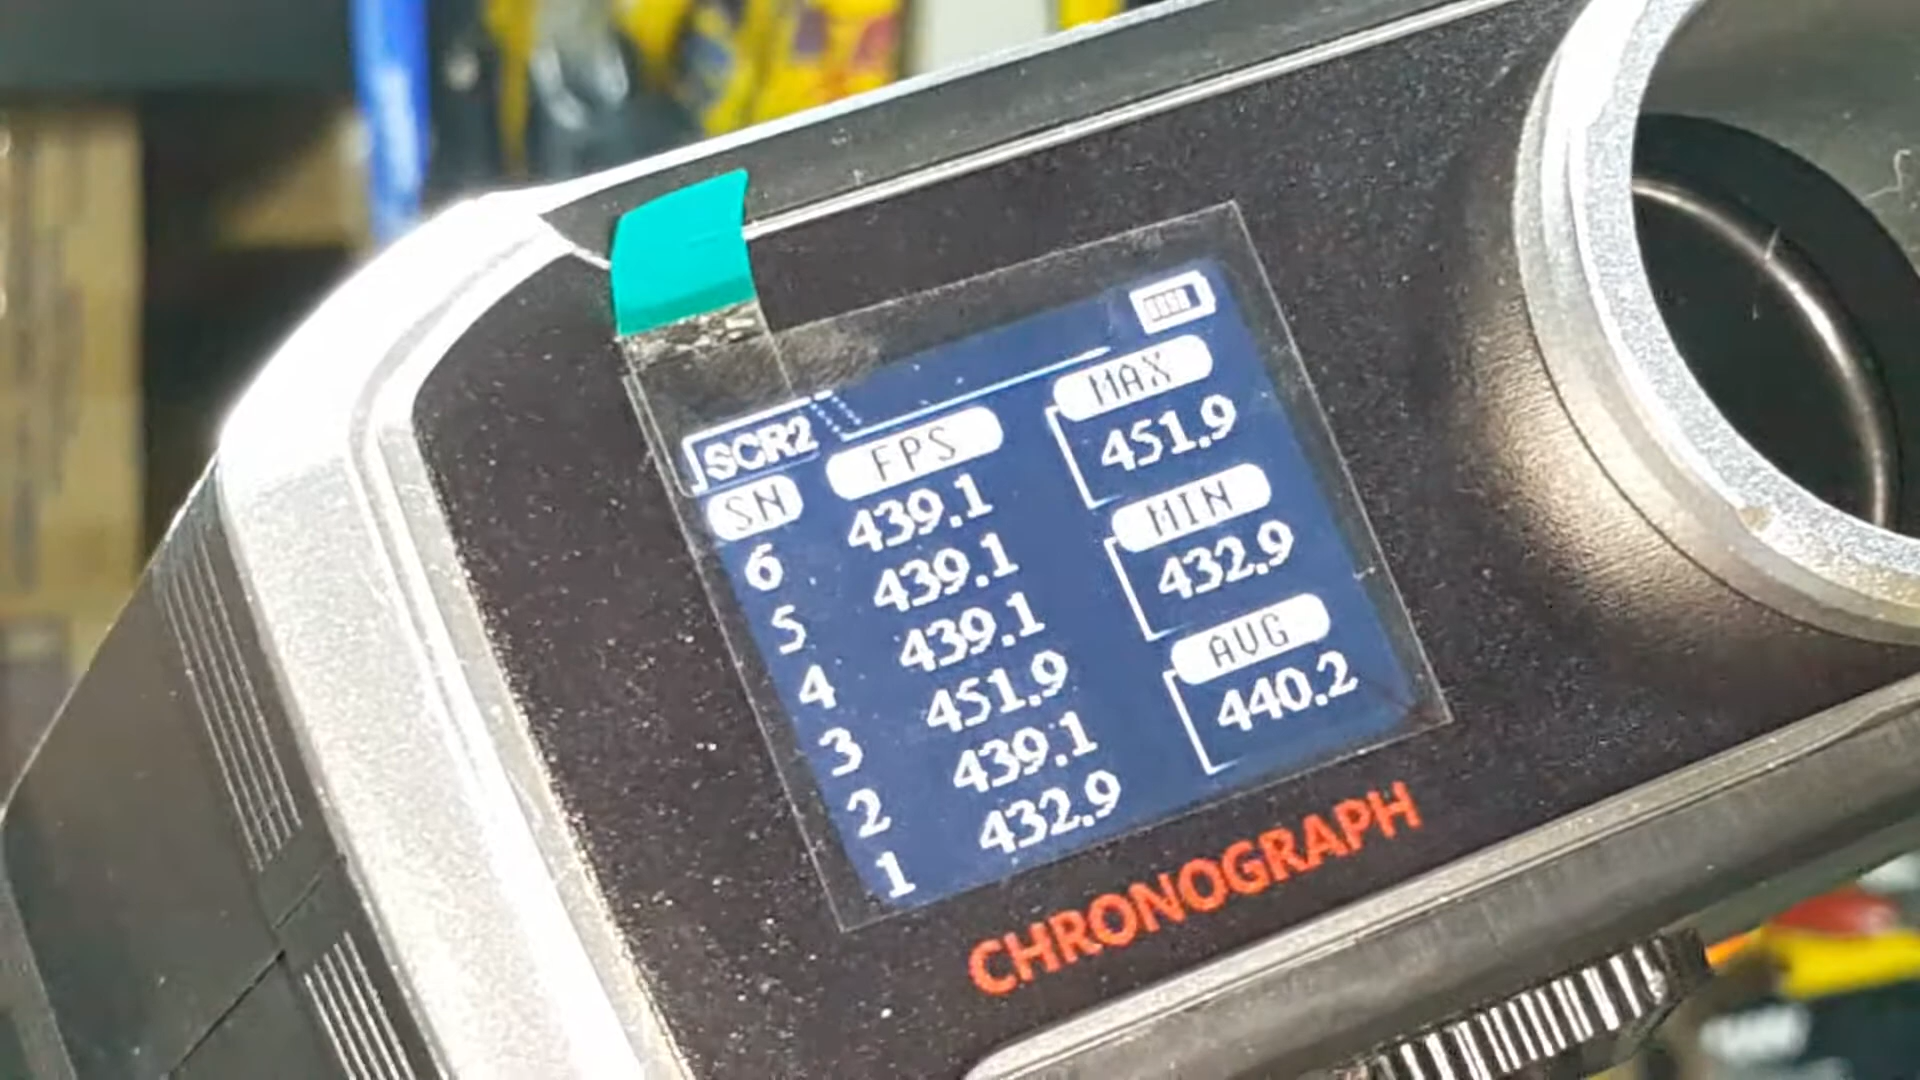 SCR2
SN FPS
6 439.1
5 439.1
4 439.1
3 451.9
2 439.1
1 432.9
MAX
451.9
MIN
432.9
AVG
440.2
CHRONOGRAPH